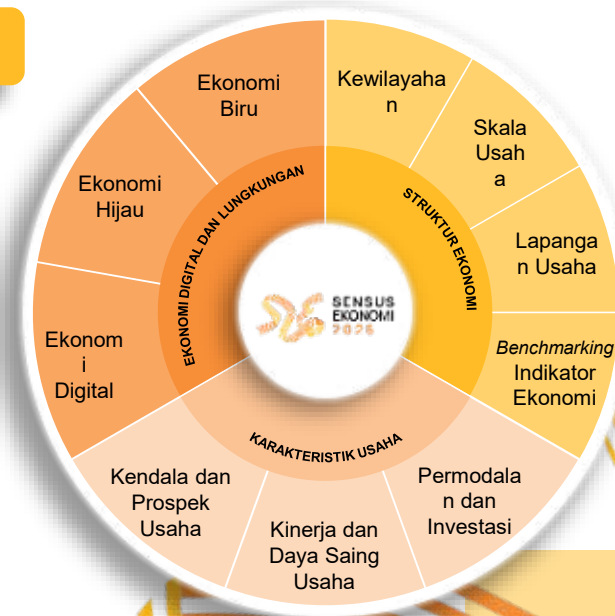 Ekonomi
Biru
Kewilayaha
n
Skala
Usah
a
Lapanga
n Usaha
Benchmarking
Indikator
Ekonomi
Permodala
n dan
Investasi
Kinerja dan
Daya Saing
Usaha
Kendala dan
Prospek
Usaha
Ekonom
i
Digital
Ekonomi
Hijau
EKONOMI DIGITAL DAN LUNGKUNGAN
STRUKTUR EKONOMI
KARAKTERISTIK USAHA
SENSUS
EKONOMI
2026